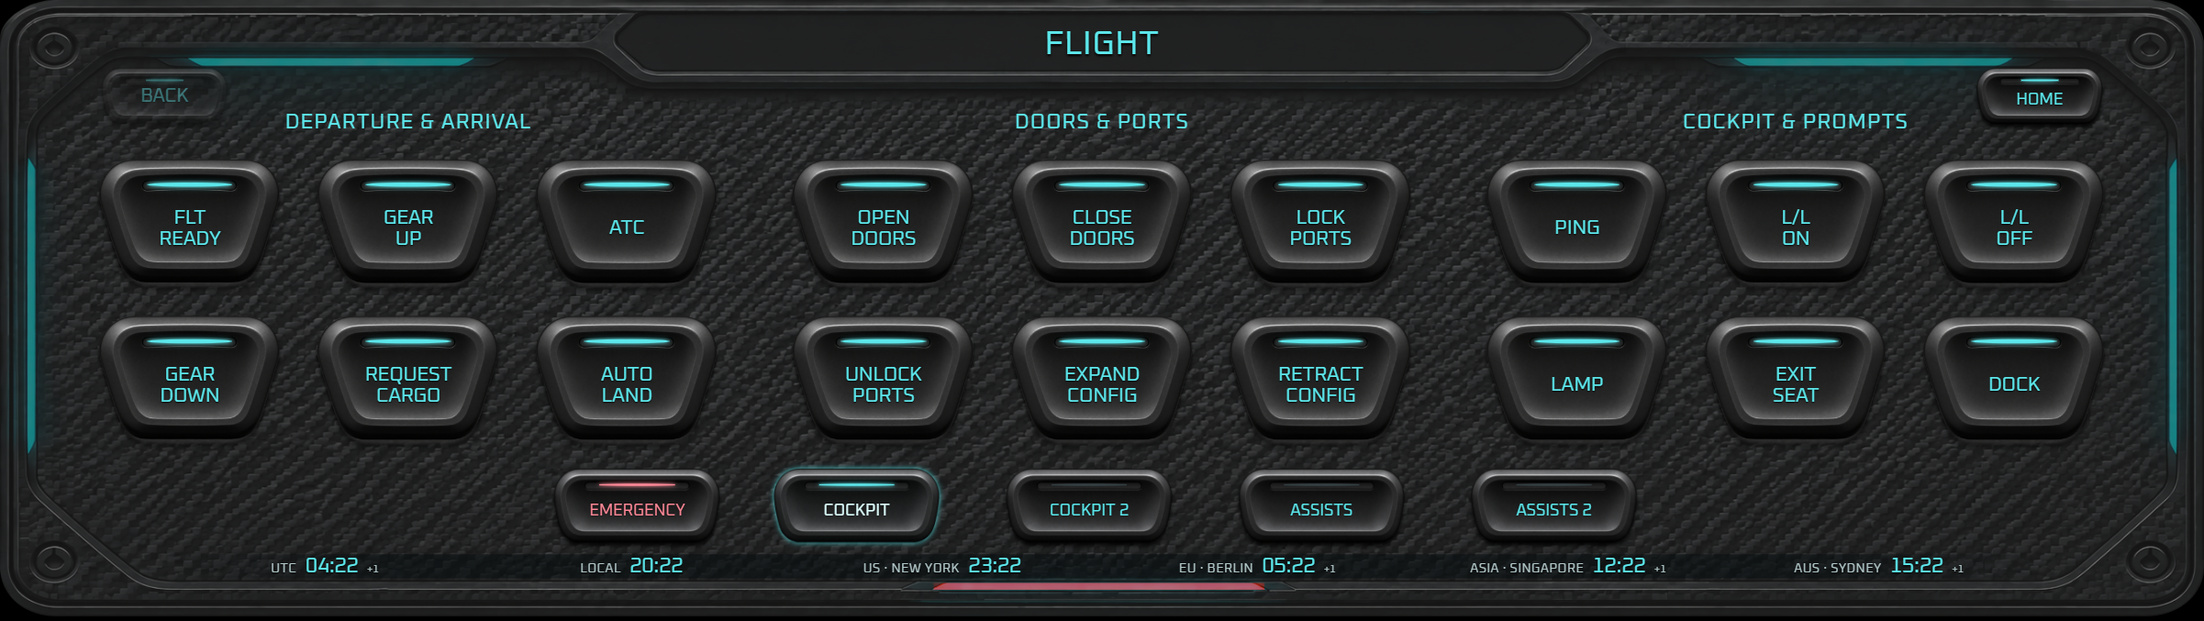 FLIGHT
BACK
HOME
DEPARTURE & ARRIVAL
DOORS & PORTS
COCKPIT & PROMPTS
FLT
READY
GEAR
UP
ATC
OPEN
DOORS
CLOSE
DOORS
LOCK
PORTS
PING
L/L
ON
L/L
OFF
GEAR
DOWN
REQUEST
CARGO
AUTO
LAND
UNLOCK
PORTS
EXPAND
CONFIG
RETRACT
CONFIG
LAMP
EXIT
SEAT
DOCK
EMERGENCY
COCKPIT
COCKPIT 2
ASSISTS
ASSISTS 2
UTC 04:22 +1
LOCAL 20:22
US · NEW YORK 23:22
EU · BERLIN 05:22 +1
ASIA · SINGAPORE 12:22 +1
AUS · SYDNEY 15:22 +1